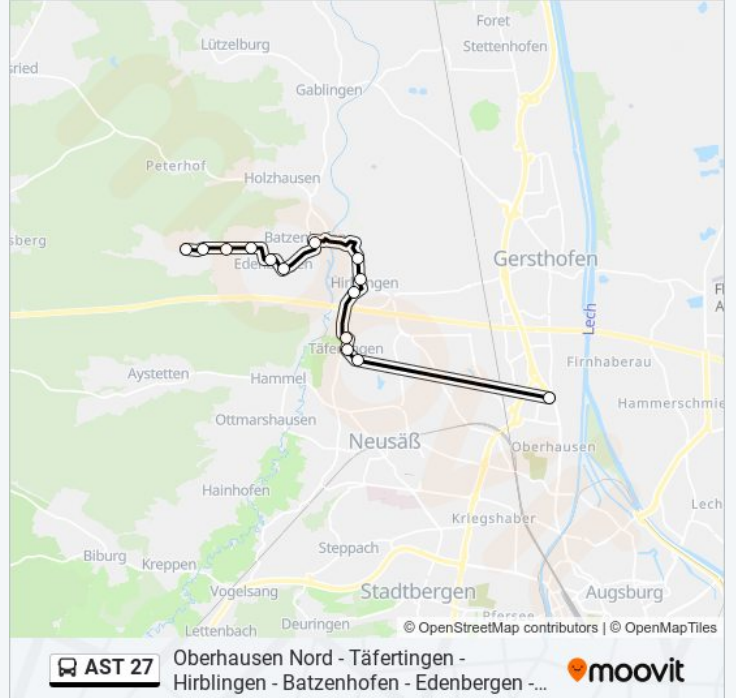 Foret
Lützelburg
Stettenhofen
sried
Gablingen
Peterhof
Holzhausen
sberg
Batzen
Gersthofen
Edenbergen
Hirblingen
Lech
Täfertingen
Firnhaberau
Aystetten
Hammel
Hammerschmie
Ottmarshausen
Neusäß
Oberhausen
Hainhofen
Lech
Kriegshaber
Steppach
Biburg
Kreppen
Vogelsang
Stadtbergen
Augsburg
Pfersee
Deuringen
Lettenbach
© OpenStreetMap contributors | © OpenMapTiles
AST 27
Oberhausen Nord - Täfertingen -
Hirblingen - Batzenhofen - Edenbergen -...
moovit